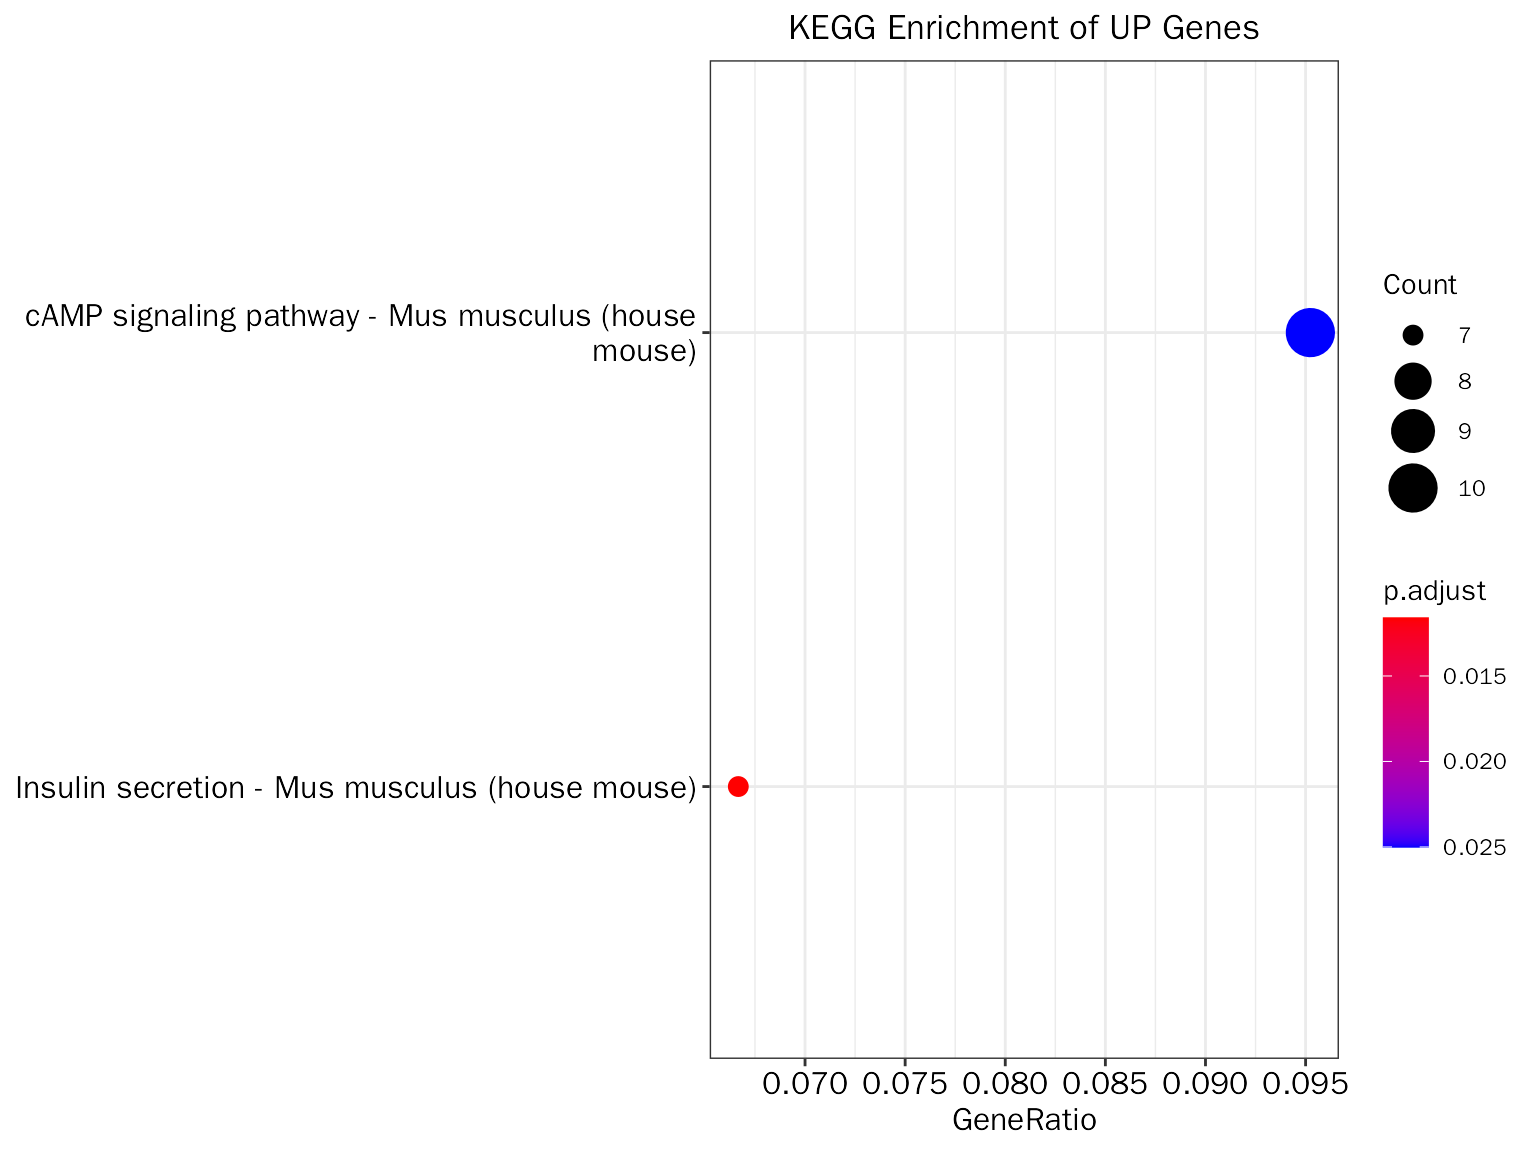 KEGG Enrichment of UP Genes
cAMP signaling pathway - Mus musculus (house
mouse)
Insulin secretion - Mus musculus (house mouse)
0.070 0.075 0.080 0.085 0.090 0.095
GeneRatio
Count
7
8
9
10
p.adjust
0.015
0.020
0.025